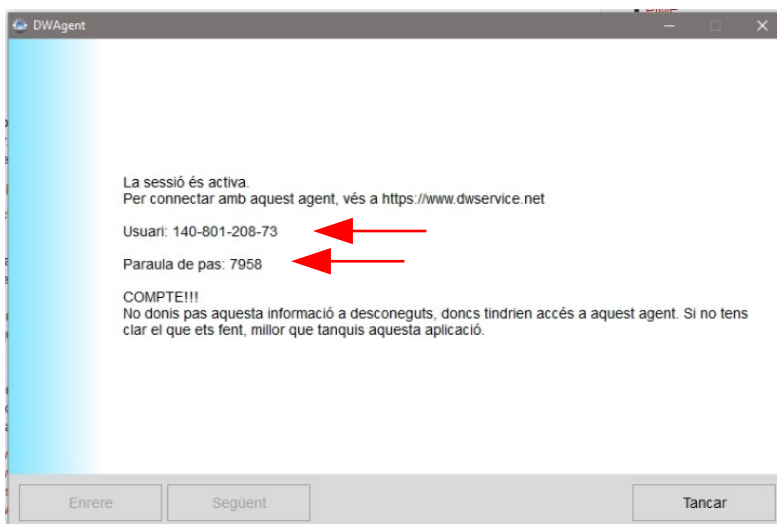 DWAgent
La sessió és activa.
Per connectar amb aquest agent, vés a https://www.dwservice.net
Usuari: 140-801-208-73
Paraula de pas: 7958
COMPTE!!!
No donis pas aquesta informació a desconeguts, doncs tindrien accés a aquest agent. Si no tens
clar el que ets fent, millor que tanquis aquesta aplicació.
Enrere
Següent
Tancar